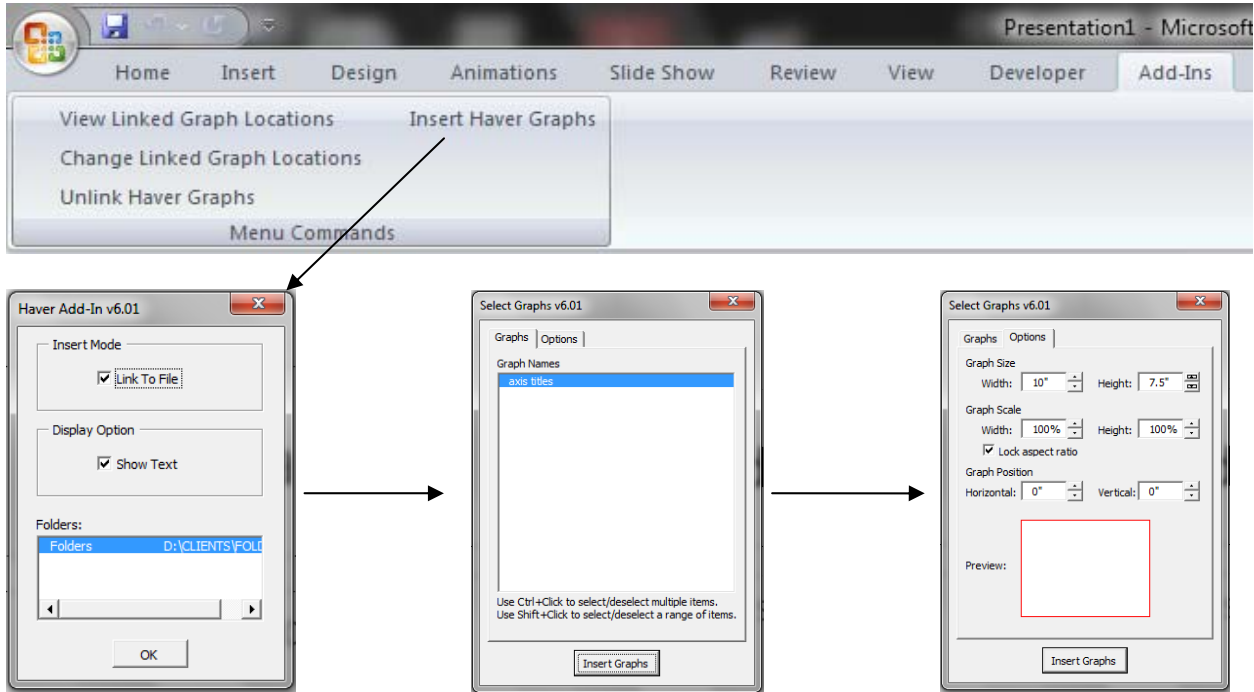 Presentation1 - Microsoft
Home Insert Design Animations Slide Show Review View Developer Add-Ins
View Linked Graph Locations Insert Haver Graphs
Change Linked Graph Locations
Unlink Haver Graphs
Menu Commands
Haver Add-In v6.01
Insert Mode
Link To File
Display Option
Show Text
Folders:
Folders D:\CLIENTS\FOLD
OK
Select Graphs v6.01
Graphs Options
Graph Names
axis titles
Use Ctrl+Click to select/deselect multiple items.
Use Shift+Click to select/deselect a range of items.
Insert Graphs
Select Graphs v6.01
Graphs Options
Graph Size
Width: 10" Height: 7.5"
Graph Scale
Width: 100% Height: 100%
Lock aspect ratio
Graph Position
Horizontal: 0" Vertical: 0"
Preview:
Insert Graphs